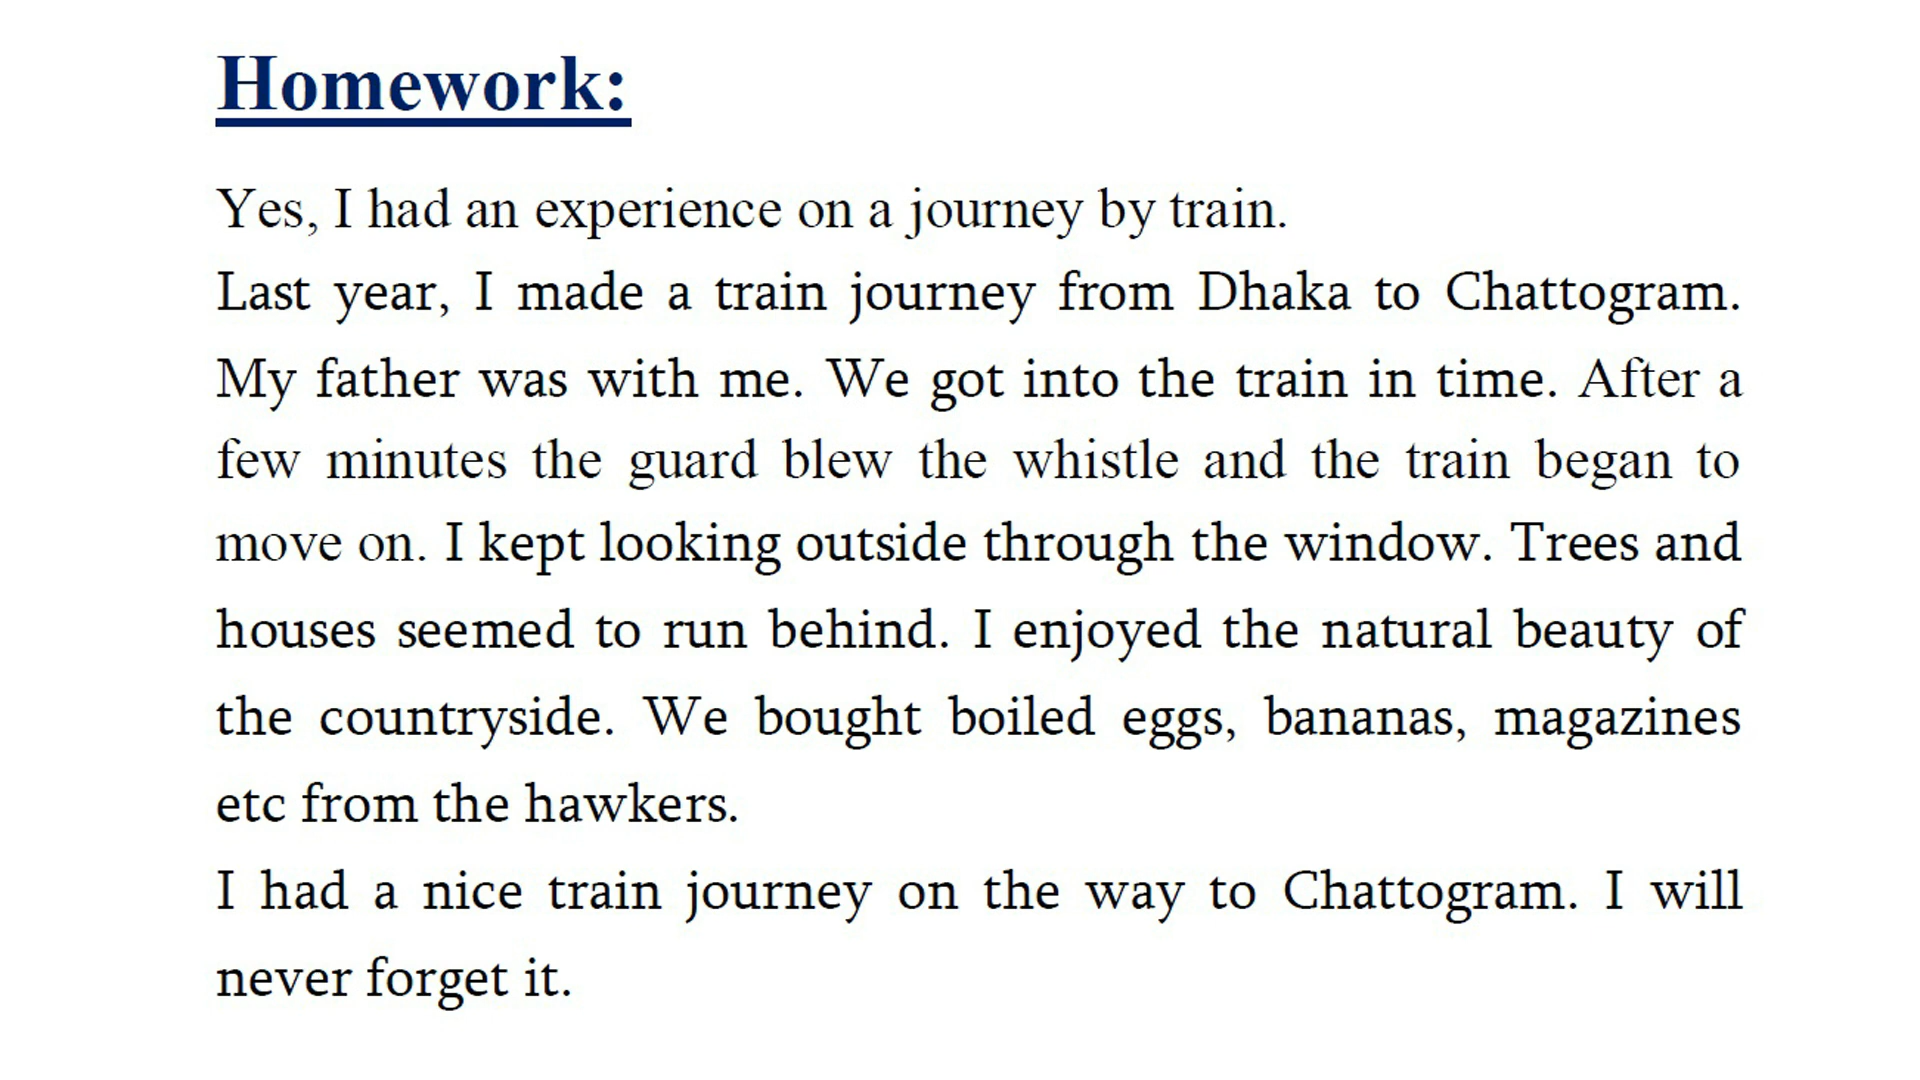 Homework:
Yes, I had an experience on a journey by train.
Last year, I made a train journey from Dhaka to Chattogram.
My father was with me. We got into the train in time. After a
few minutes the guard blew the whistle and the train began to
move on. I kept looking outside through the window. Trees and
houses seemed to run behind. I enjoyed the natural beauty of
the countryside. We bought boiled eggs, bananas, magazines
etc from the hawkers.
I had a nice train journey on the way to Chattogram. I will
never forget it.